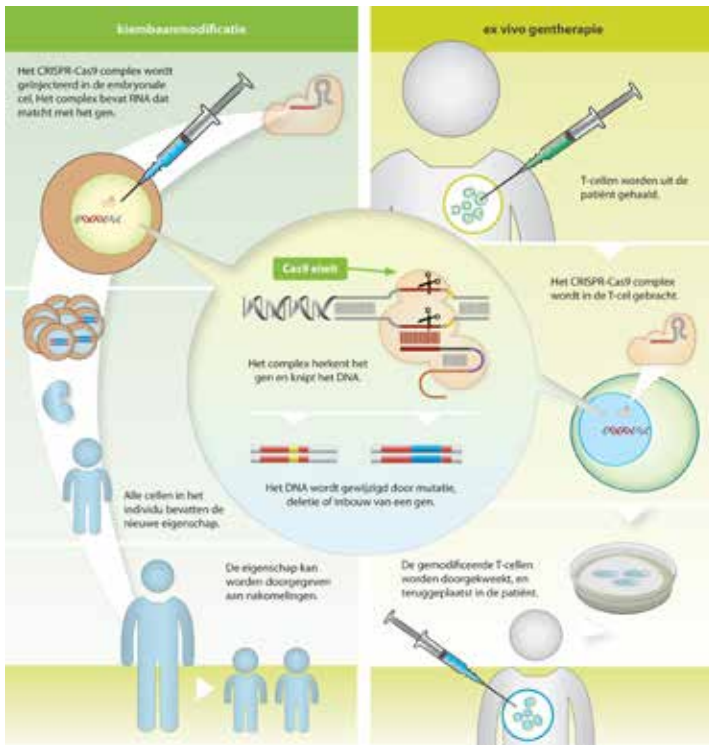 kiembaanmodificatie
Het CRISPR-Cas9 complex wordt
geïnjecteerd in de embryonale
cel. Het complex bevat RNA dat
matcht met het gen.
Alle cellen in het
individu bevatten de
nieuwe eigenschap.
De eigenschap kan
worden doorgegeven
aan nakomelingen.
Cas9 eiwit
Het complex herkent het
gen en knipt het DNA.
Het DNA wordt gewijzigd door mutatie,
deletie of inbouw van een gen.
ex vivo gentherapie
T-cellen worden uit de
patiënt gehaald.
Het CRISPR-Cas9 complex
wordt in de T-cel gebracht.
De gemodificeerde T-cellen
worden doorgekweekt, en
teruggeplaatst in de patiënt.